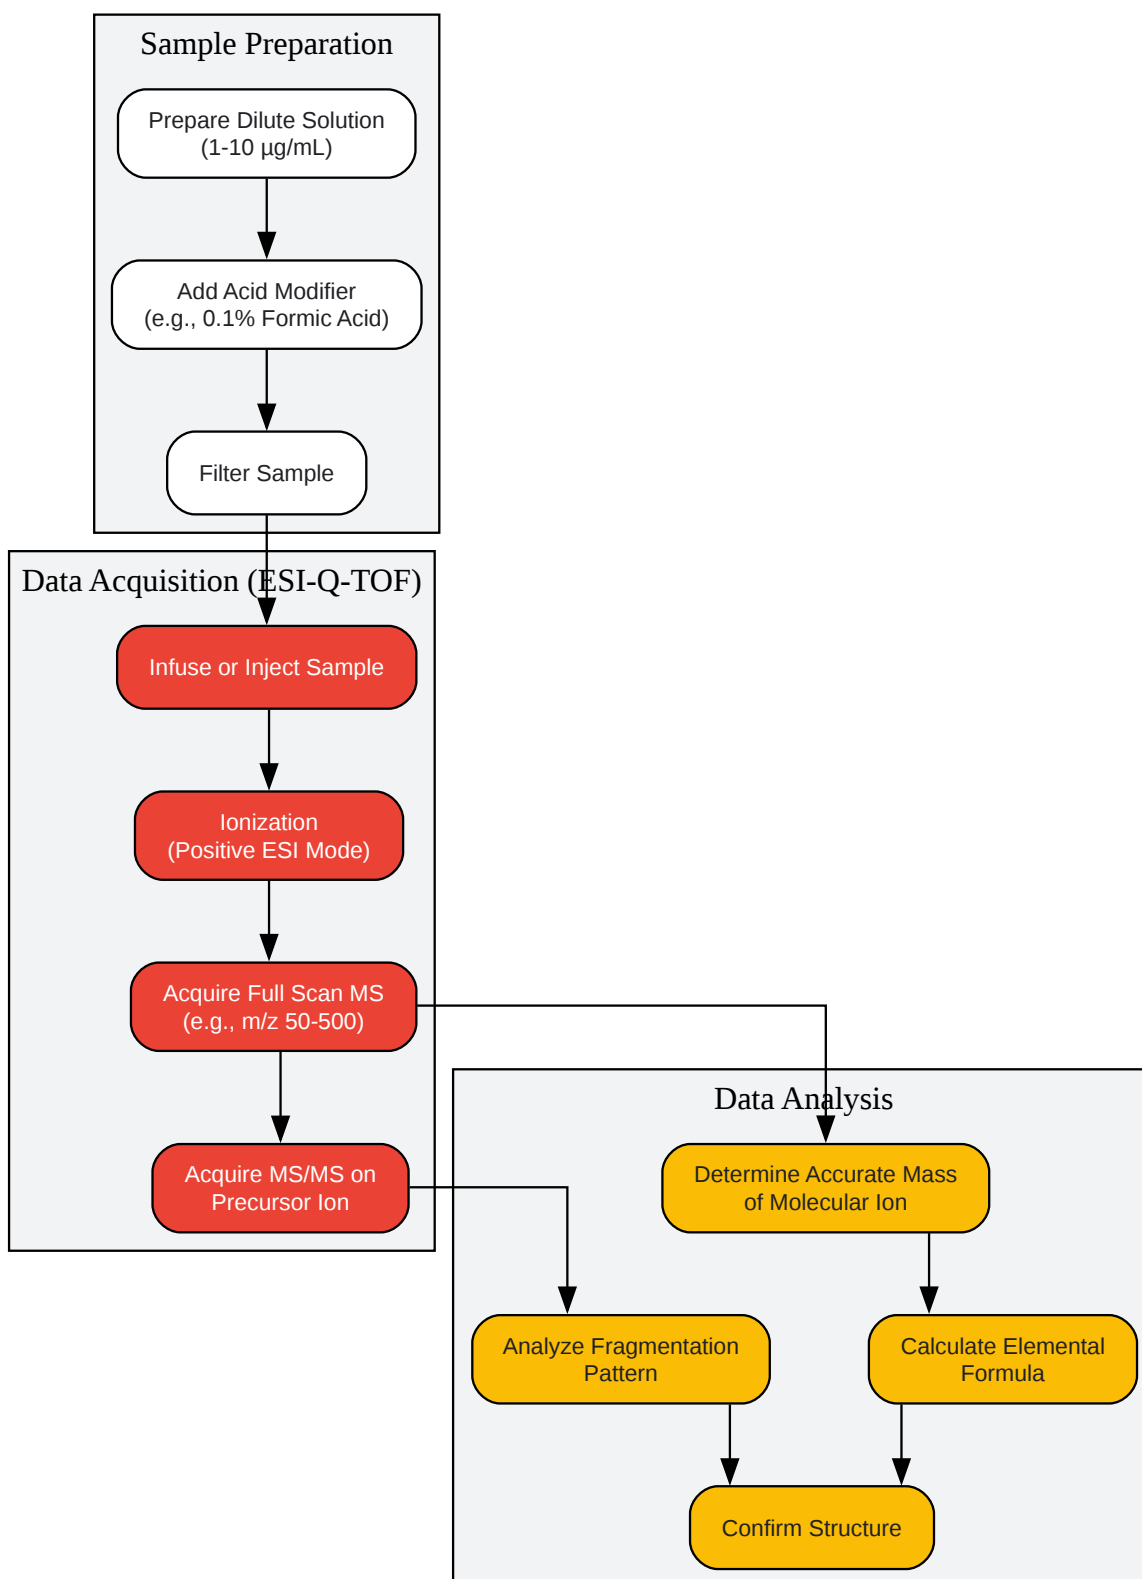 Sample Preparation
Prepare Dilute Solution
(1-10 µg/mL)
Add Acid Modifier
(e.g., 0.1% Formic Acid)
Filter Sample
Data Acquisition (ESI-Q-TOF)
Infuse or Inject Sample
Ionization
(Positive ESI Mode)
Acquire Full Scan MS
(e.g., m/z 50-500)
Acquire MS/MS on
Precursor Ion
Data Analysis
Determine Accurate Mass
of Molecular Ion
Analyze Fragmentation
Pattern
Calculate Elemental
Formula
Confirm Structure